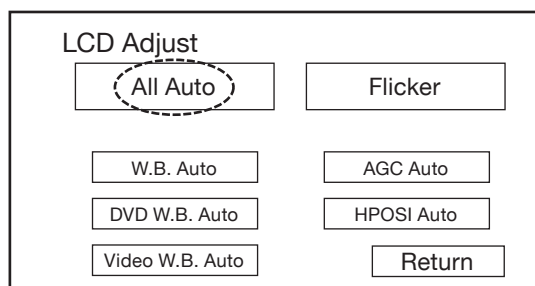 LCD Adjust
All Auto
Flicker
W.B. Auto
AGC Auto
DVD W.B. Auto
HPOSI Auto
Video W.B. Auto
Return